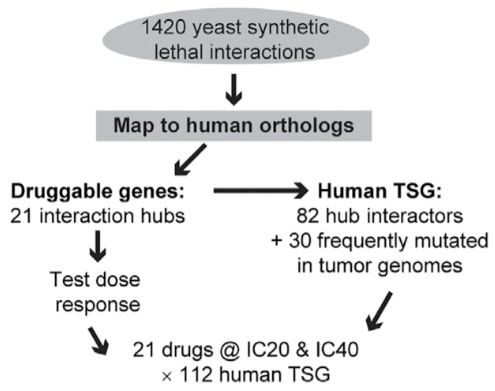 1420 yeast synthetic
lethal interactions
Map to human orthologs
Druggable genes:
21 interaction hubs
Human TSG:
82 hub interactors
+ 30 frequently mutated
in tumor genomes
Test dose
response
21 drugs @ IC20 & IC40
× 112 human TSG